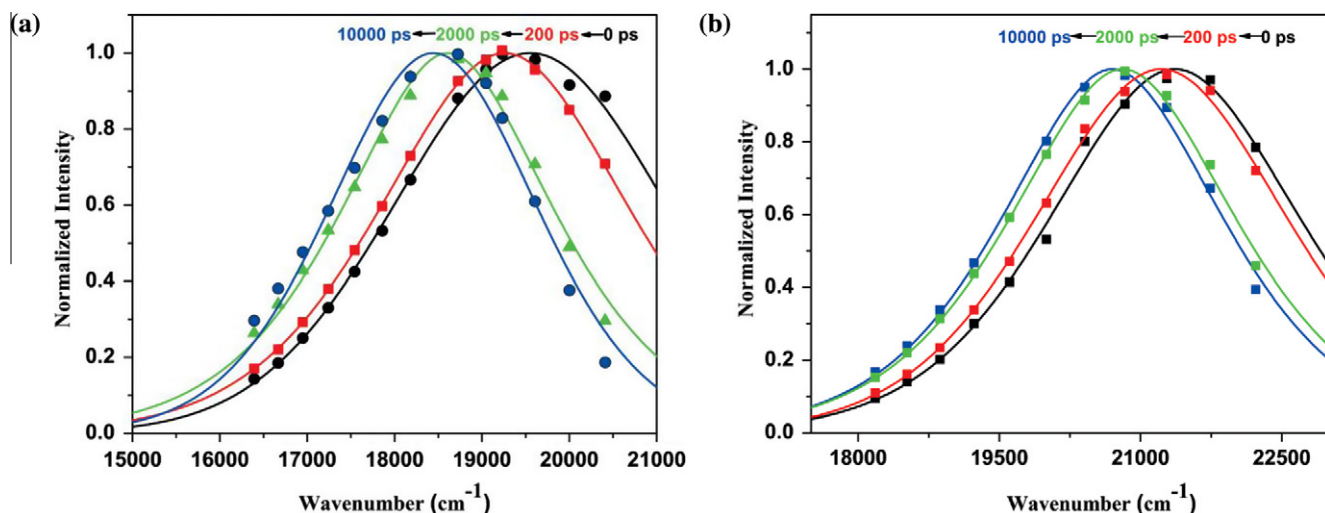 (a)
10000 ps 2000 ps 200 ps 0 ps
Normalized Intensity
1.0
0.8
0.6
0.4
0.2
0.0
15000 16000 17000 18000 19000 20000 21000
Wavenumber (cm-1)
(b)
10000 ps 2000 ps 200 ps 0 ps
Normalized Intensity
1.0
0.8
0.6
0.4
0.2
0.0
18000 19500 21000 22500
Wavenumber (cm-1)